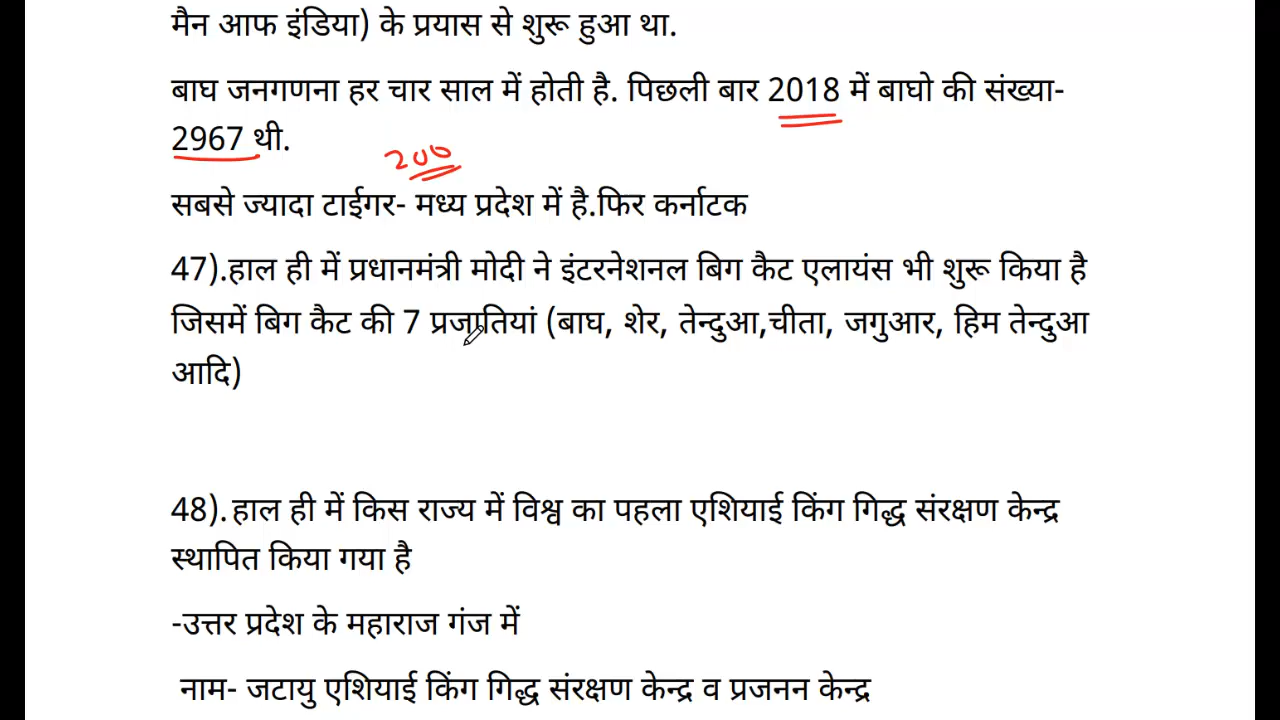 मैन आफ इंडिया) के प्रयास से शुरू हुआ था.
बाघ जनगणना हर चार साल में होती है. पिछली बार 2018 में बाघो की संख्या-
2967 थी.
200
सबसे ज्यादा टाईगर- मध्य प्रदेश में है.फिर कर्नाटक
47).हाल ही में प्रधानमंत्री मोदी ने इंटरनेशनल बिग कैट एलायंस भी शुरू किया है
जिसमें बिग कैट की 7 प्रजातियां (बाघ, शेर, तेन्दुआ,चीता, जगुआर, हिम तेन्दुआ
आदि)
48). हाल ही में किस राज्य में विश्व का पहला एशियाई किंग गिद्ध संरक्षण केन्द्र
स्थापित किया गया है
-उत्तर प्रदेश के महाराज गंज में
नाम- जटायु एशियाई किंग गिद्ध संरक्षण केन्द्र व प्रजनन केन्द्र